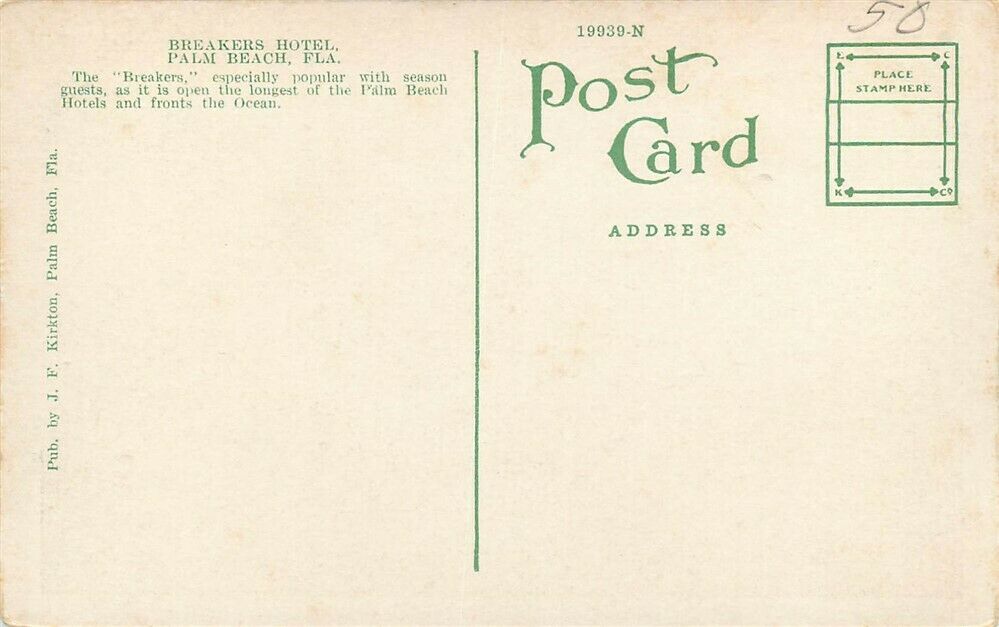 BREAKERS HOTEL,
PALM BEACH, FLA.
The "Breakers," especially popular with season
guests, as it is open the longest of the Palm Beach
Hotels and fronts the Ocean.
Pub. by J. F. Kirkton, Palm Beach, Fla.
19939-N
Post
Card
ADDRESS
58
E C
PLACE
STAMP HERE
K Co